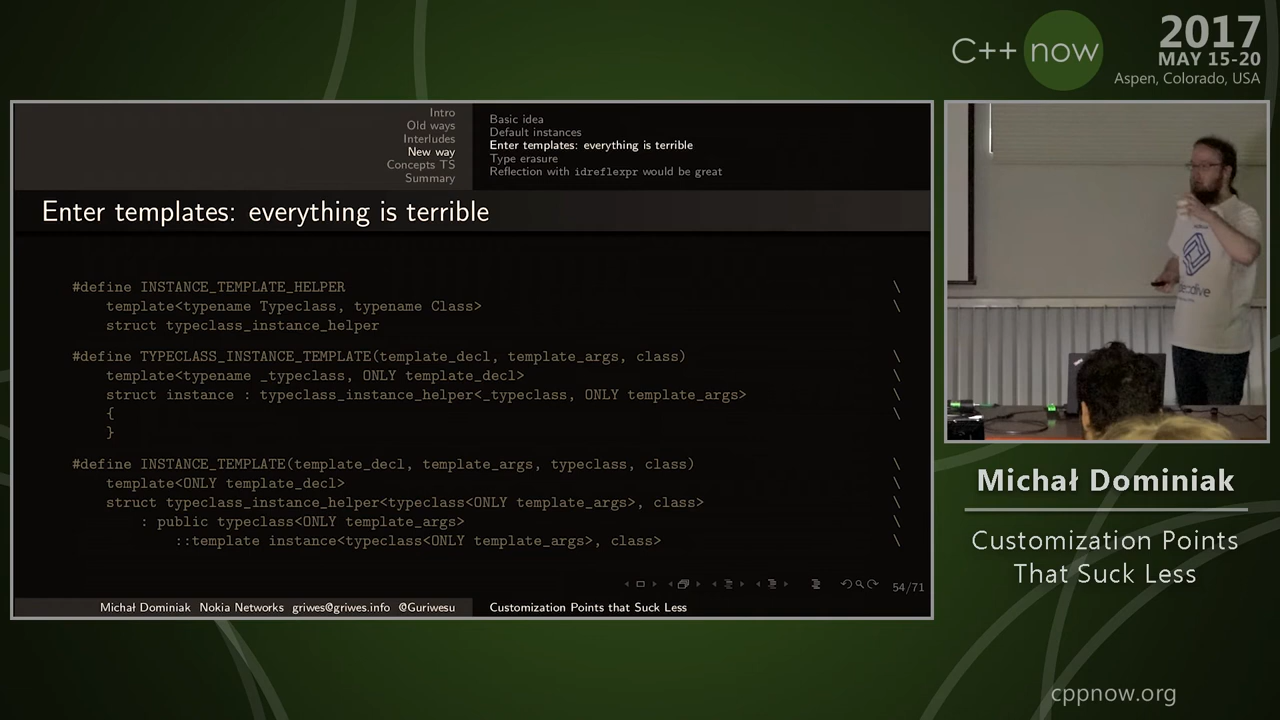 C++ now
2017
MAY 15-20
Aspen, Colorado, USA
Intro
Old ways
Interludes
New way
Concepts TS
Summary
Basic idea
Default instances
Enter templates: everything is terrible
Type erasure
Reflection with idreflexpr would be great
Enter templates: everything is terrible
#define INSTANCE_TEMPLATE_HELPER \
template<typename Typeclass, typename Class> \
struct typeclass_instance_helper
#define TYPECLASS_INSTANCE_TEMPLATE(template_decl, template_args, class) \
template<typename _typeclass, ONLY template_decl> \
struct instance : typeclass_instance_helper<_typeclass, ONLY template_args> \
{ \
}
#define INSTANCE_TEMPLATE(template_decl, template_args, typeclass, class) \
template<ONLY template_decl> \
struct typeclass_instance_helper<typeclass<ONLY template_args>, class> \
: public typeclass<ONLY template_args> \
::template instance<typeclass<ONLY template_args>, class> \
54/71
Michał Dominiak Nokia Networks griwes@griwes.info @Guriwesu
Customization Points that Suck Less
Michał Dominiak
Customization Points
That Suck Less
cppnow.org